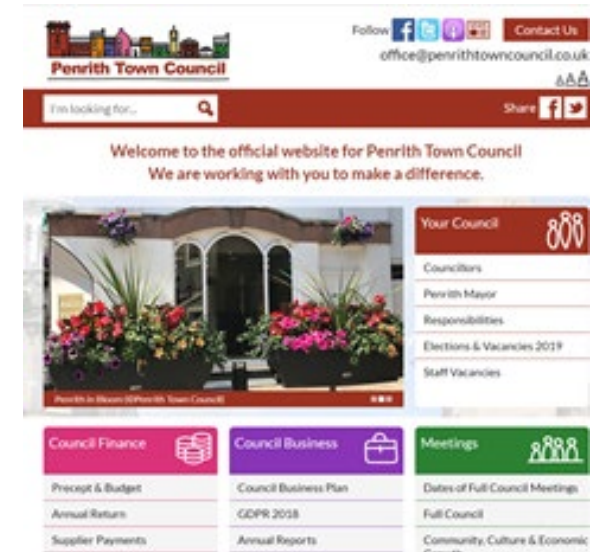 Follow
Contact Us
office@penrithtowncouncil.co.uk
Penrith Town Council
AAA
I'm looking for...
Share
Welcome to the official website for Penrith Town Council
We are working with you to make a difference.
Your Council
Councillors
Penrith Mayor
Responsibilities
Elections & Vacancies 2019
Staff Vacancies
Penrith in Bloom (©Penrith Town Council)
Council Finance
Precept & Budget
Annual Return
Supplier Payments
Council Business
Council Business Plan
GDPR 2018
Annual Reports
Meetings
Dates of Full Council Meetings
Full Council
Community, Culture & Economic